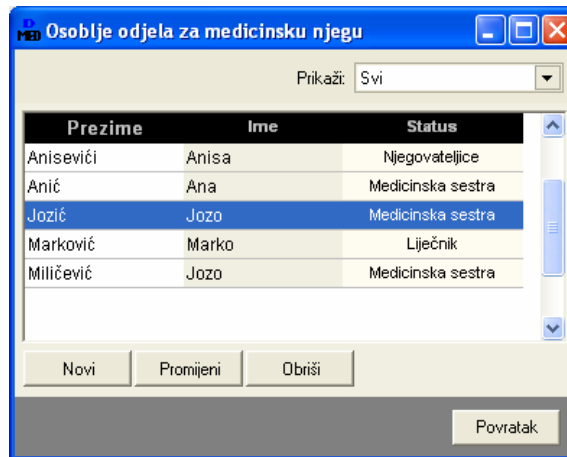 D
MED Osoblje odjela za medicinsku njegu
Prikaži: Svi
Prezime Ime Status
Anisevići Anisa Njegovateljice
Anić Ana Medicinska sestra
Jozić Jozo Medicinska sestra
Marković Marko Liječnik
Miličević Jozo Medicinska sestra
Novi Promijeni Obriši
Povratak